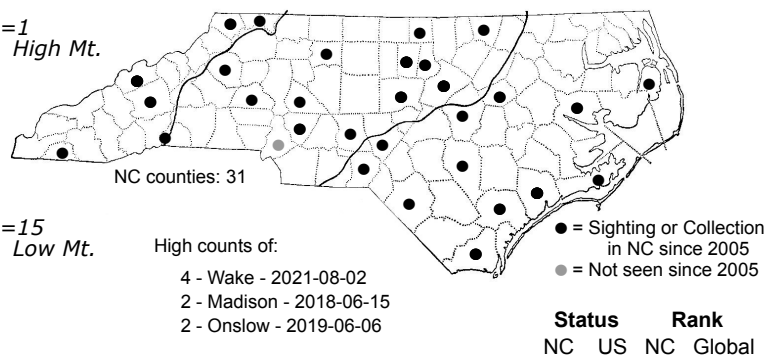 =1
High Mt.
NC counties: 31
=15
Low Mt.
High counts of:
4 - Wake - 2021-08-02
2 - Madison - 2018-06-15
2 - Onslow - 2019-06-06
= Sighting or Collection
in NC since 2005
= Not seen since 2005
Status Rank
NC US NC Global